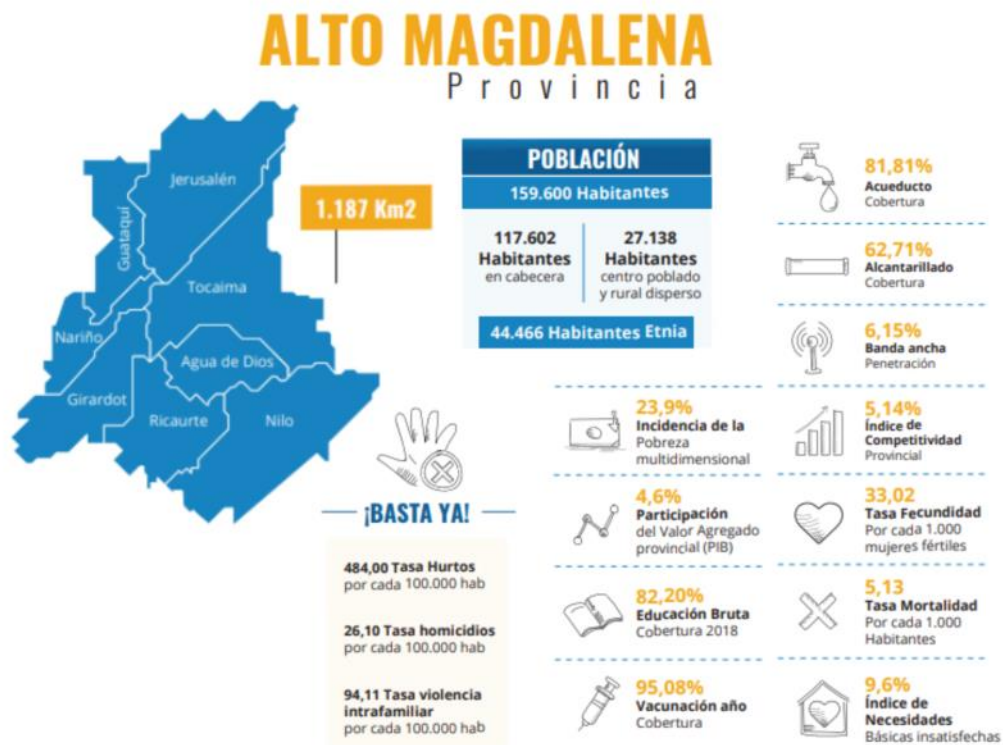 ALTO MAGDALENA
Provincia
Jerusalén
Guataquí
Tocaima
Nariño
Agua de Dios
Girardot
Ricaurte
Nilo
1.187 Km2
POBLACIÓN
159.600 Habitantes
117.602
Habitantes
en cabecera
27.138
Habitantes
centro poblado
y rural disperso
44.466 Habitantes Etnia
¡BASTA YA!
484,00 Tasa Hurtos
por cada 100.000 hab
26,10 Tasa homicidios
por cada 100.000 hab
94,11 Tasa violencia
intrafamiliar
por cada 100.000 hab
23,9%
Incidencia de la
Pobreza
multidimensional
4,6%
Participación
del Valor Agregado
provincial (PIB)
82,20%
Educación Bruta
Cobertura 2018
95,08%
Vacunación año
Cobertura
81,81%
Acueducto
Cobertura
62,71%
Alcantarillado
Cobertura
6,15%
Banda ancha
Penetración
5,14%
Índice de
Competitividad
Provincial
33,02
Tasa Fecundidad
Por cada 1.000
mujeres fértiles
5,13
Tasa Mortalidad
Por cada 1.000
Habitantes
9,6%
Índice de
Necesidades
Básicas insatisfechas